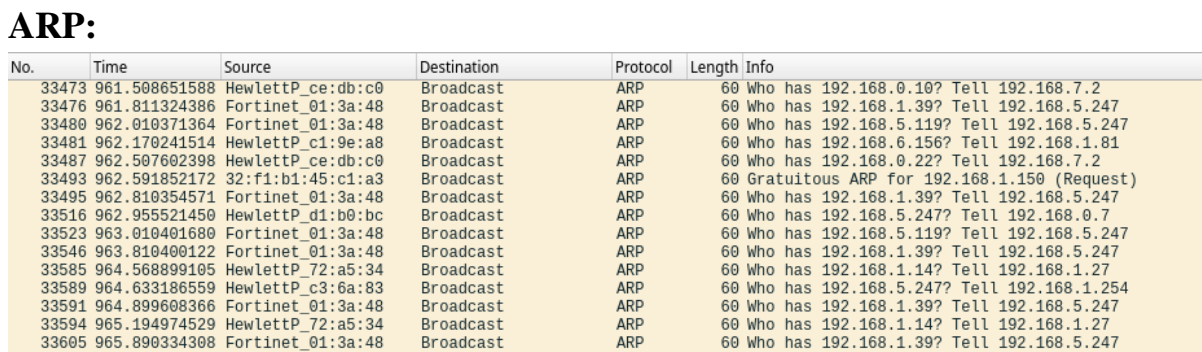 ARP:
No. Time Source Destination Protocol Length Info
33473 961.508651588 HewlettP_ce:db:c0 Broadcast ARP 60 Who has 192.168.0.10? Tell 192.168.7.2
33476 961.811324386 Fortinet_01:3a:48 Broadcast ARP 60 Who has 192.168.1.39? Tell 192.168.5.247
33480 962.010371364 Fortinet_01:3a:48 Broadcast ARP 60 Who has 192.168.5.119? Tell 192.168.5.247
33481 962.170241514 HewlettP_c1:9e:a8 Broadcast ARP 60 Who has 192.168.6.156? Tell 192.168.1.81
33487 962.507602398 HewlettP_ce:db:c0 Broadcast ARP 60 Who has 192.168.0.22? Tell 192.168.7.2
33493 962.591852172 32:f1:b1:45:c1:a3 Broadcast ARP 60 Gratuitous ARP for 192.168.1.150 (Request)
33495 962.810354571 Fortinet_01:3a:48 Broadcast ARP 60 Who has 192.168.1.39? Tell 192.168.5.247
33516 962.955521450 HewlettP_d1:b0:bc Broadcast ARP 60 Who has 192.168.5.247? Tell 192.168.0.7
33523 963.010401680 Fortinet_01:3a:48 Broadcast ARP 60 Who has 192.168.5.119? Tell 192.168.5.247
33546 963.810400122 Fortinet_01:3a:48 Broadcast ARP 60 Who has 192.168.1.39? Tell 192.168.5.247
33585 964.568899105 HewlettP_72:a5:34 Broadcast ARP 60 Who has 192.168.1.14? Tell 192.168.1.27
33589 964.633186559 HewlettP_c3:6a:83 Broadcast ARP 60 Who has 192.168.5.247? Tell 192.168.1.254
33591 964.899608366 Fortinet_01:3a:48 Broadcast ARP 60 Who has 192.168.1.39? Tell 192.168.5.247
33594 965.194974529 HewlettP_72:a5:34 Broadcast ARP 60 Who has 192.168.1.14? Tell 192.168.1.27
33605 965.890334308 Fortinet_01:3a:48 Broadcast ARP 60 Who has 192.168.1.39? Tell 192.168.5.247